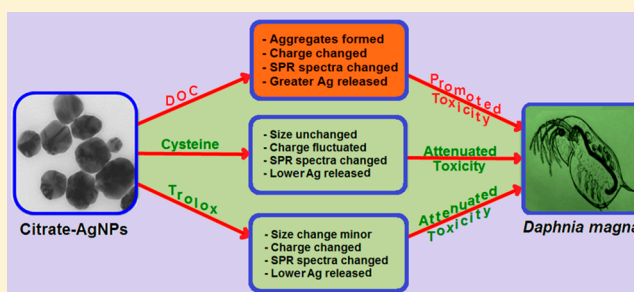 - Aggregates formed
- Charge changed
- SPR spectra changed
- Greater Ag released
DOC
Promoted
Toxicity
Cysteine
- Size unchanged
- Charge fluctuated
- SPR spectra changed
- Lower Ag released
Attenuated
Toxicity
Trolox
- Size change minor
- Charge changed
- SPR spectra changed
- Lower Ag released
Attenuated
Toxicity
Citrate-AgNPs
Daphnia magna